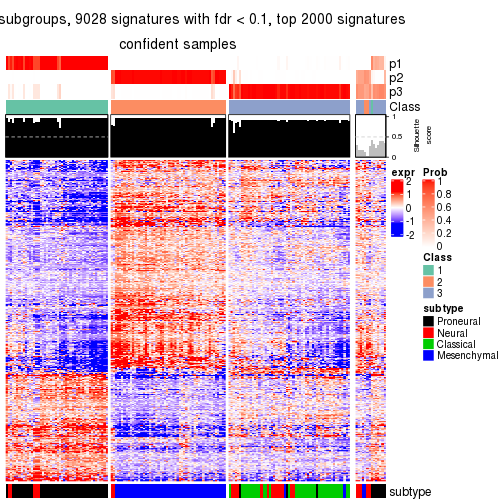 subgroups, 9028 signatures with fdr < 0.1, top 2000 signatures
confident samples
p1
p2
p3
Class
1
0.5
0
Silhouette
score
expr
2
1
0
-1
-2
Prob
1
0.8
0.6
0.4
0.2
0
Class
1
2
3
subtype
Proneural
Neural
Classical
Mesenchymal
subtype